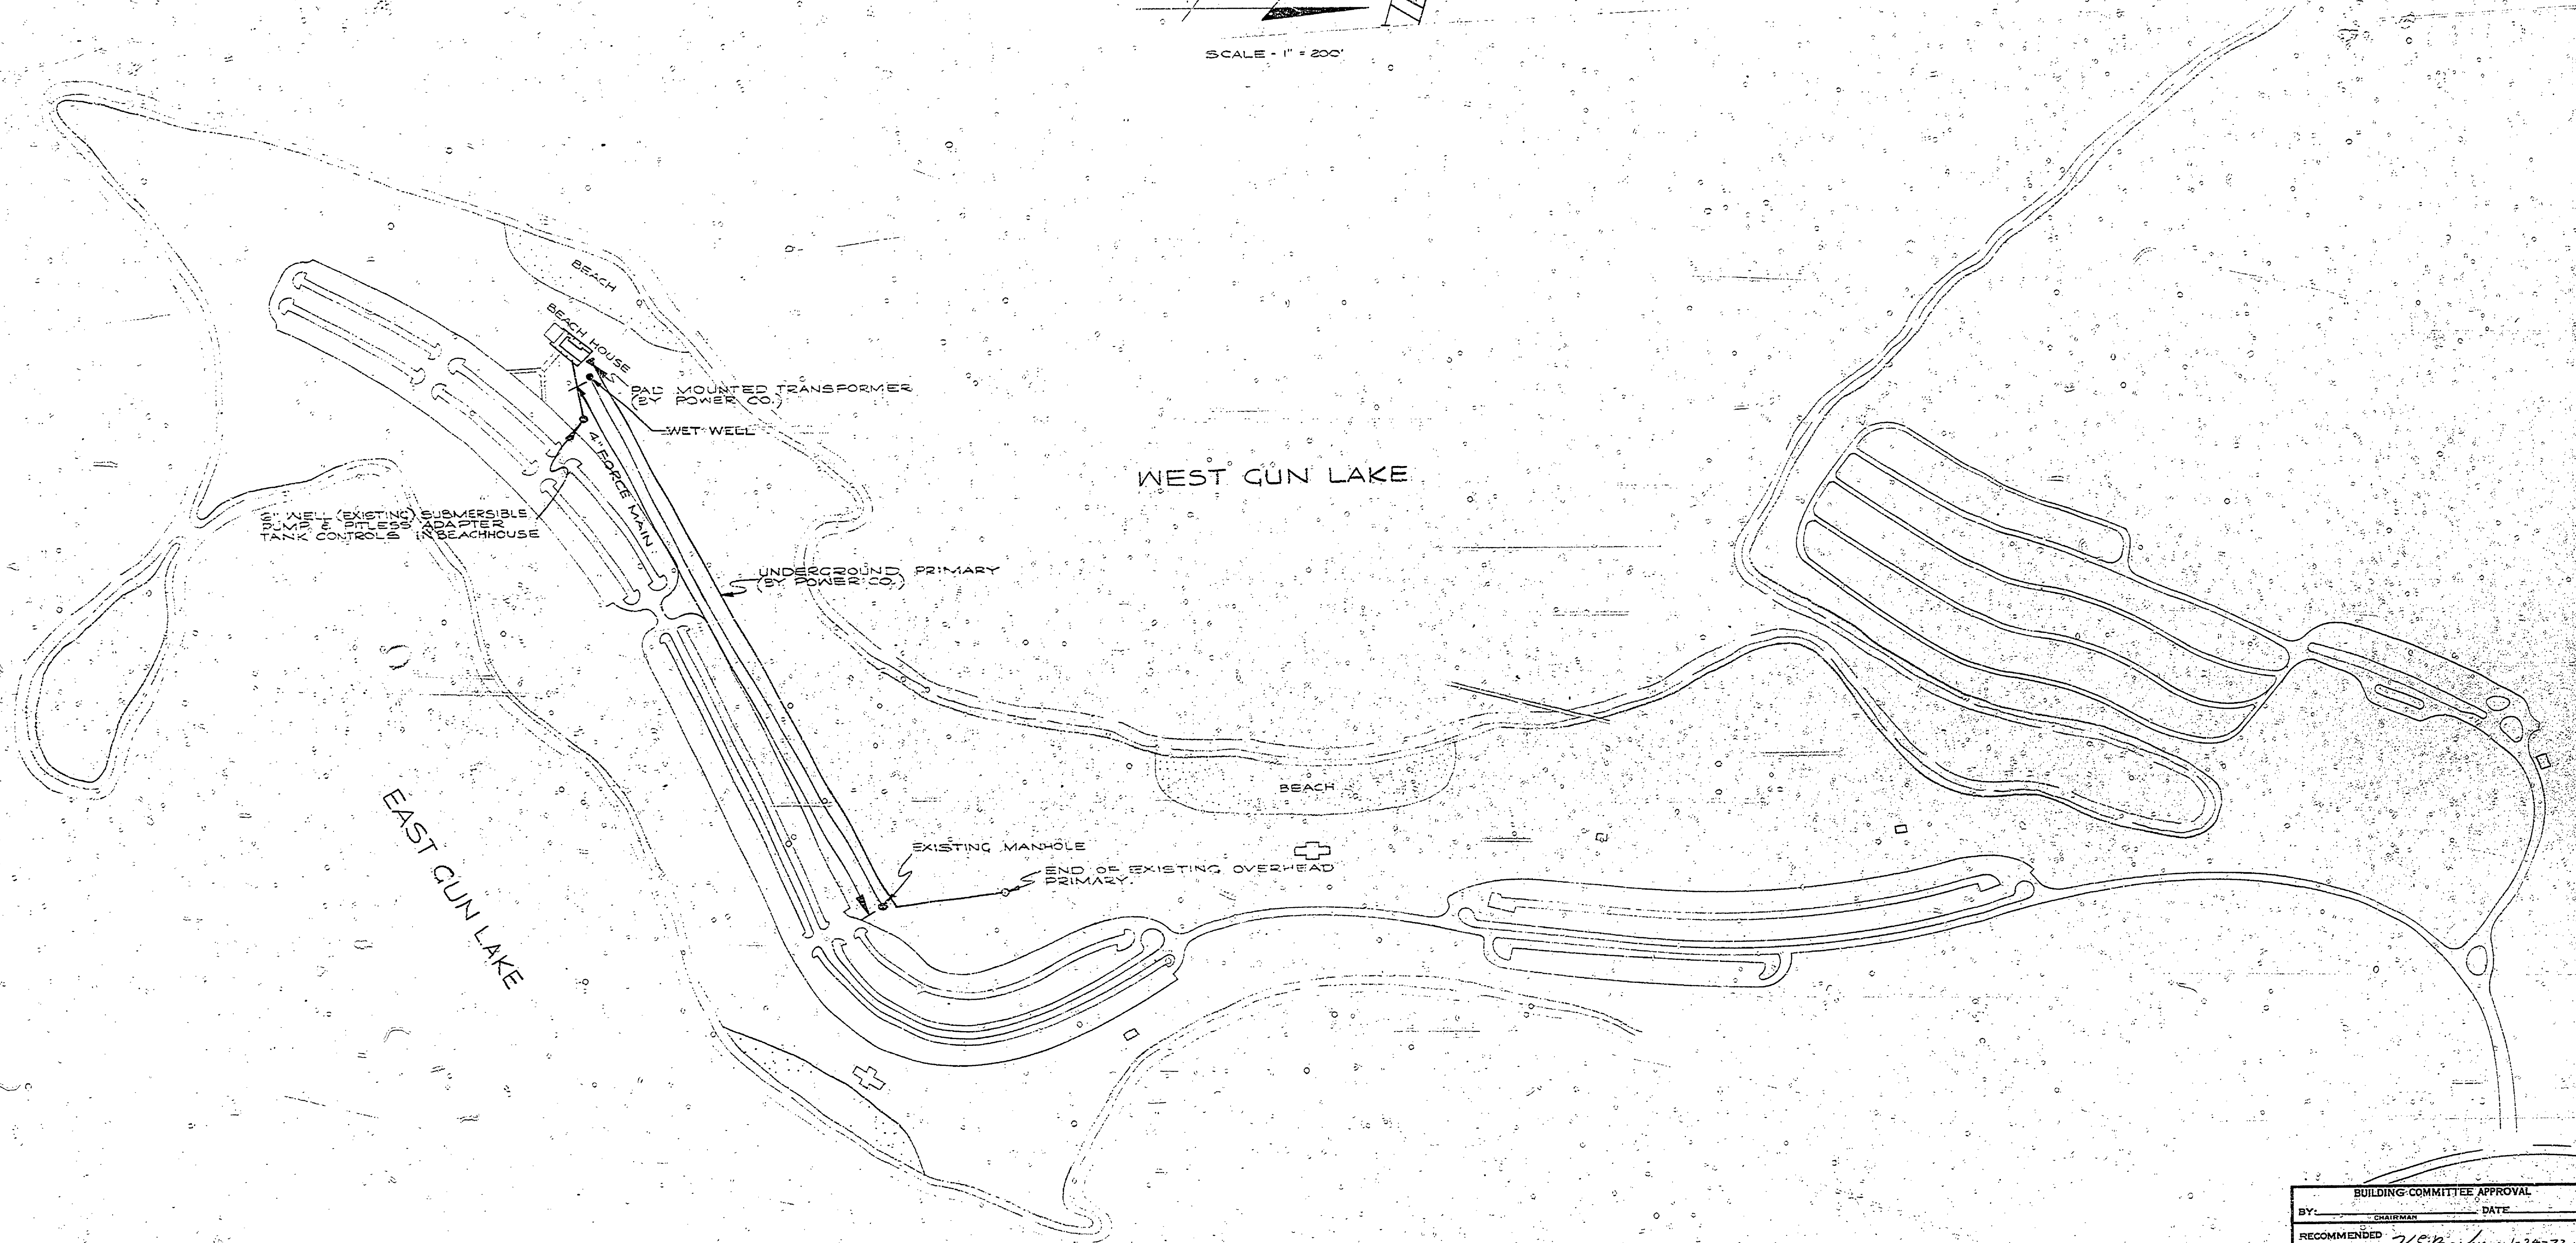 SCALE - 1" = 200'
BEACH
BEACH HOUSE
PAD MOUNTED TRANSFORMER
(BY POWER CO.)
WET WELL
4" FORCE MAIN
WEST GUN LAKE
WELL (EXISTING) SUBMERSIBLE
PUMP & PITLESS ADAPTER
TANK CONTROLS IN BEACHHOUSE
UNDERGROUND PRIMARY
(BY POWER CO.)
BEACH
EAST GUN LAKE
EXISTING MANHOLE
END OF EXISTING OVERHEAD
PRIMARY.
BUILDING COMMITTEE APPROVAL
BY: DATE
CHAIRMAN
RECOMMENDED